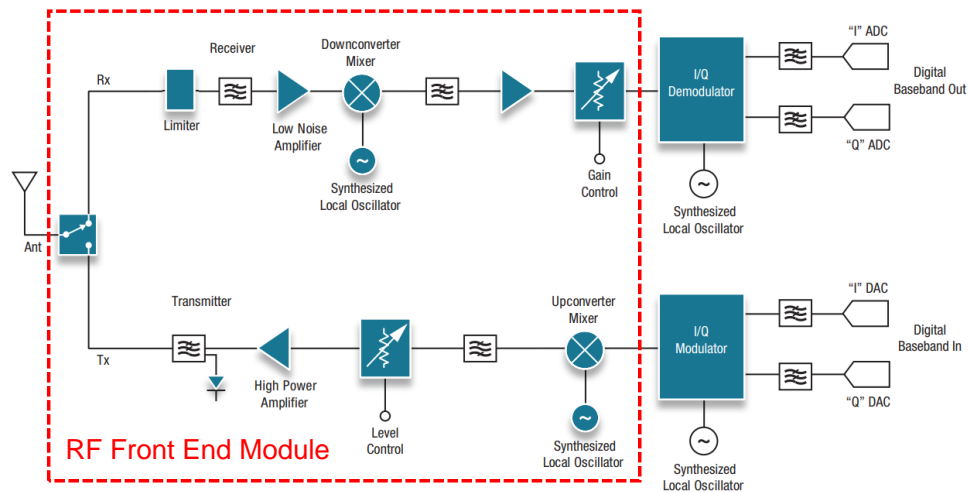 Receiver
Downconverter
Mixer
Rx
Limiter
Low Noise
Amplifier
Synthesized
Local Oscillator
Gain
Control
I/Q
Demodulator
Synthesized
Local Oscillator
"I" ADC
Digital
Baseband Out
"Q" ADC
Ant
Transmitter
Tx
High Power
Amplifier
Level
Control
Upconverter
Mixer
Synthesized
Local Oscillator
I/Q
Modulator
Synthesized
Local Oscillator
"I" DAC
Digital
Baseband In
"Q" DAC
RF Front End Module